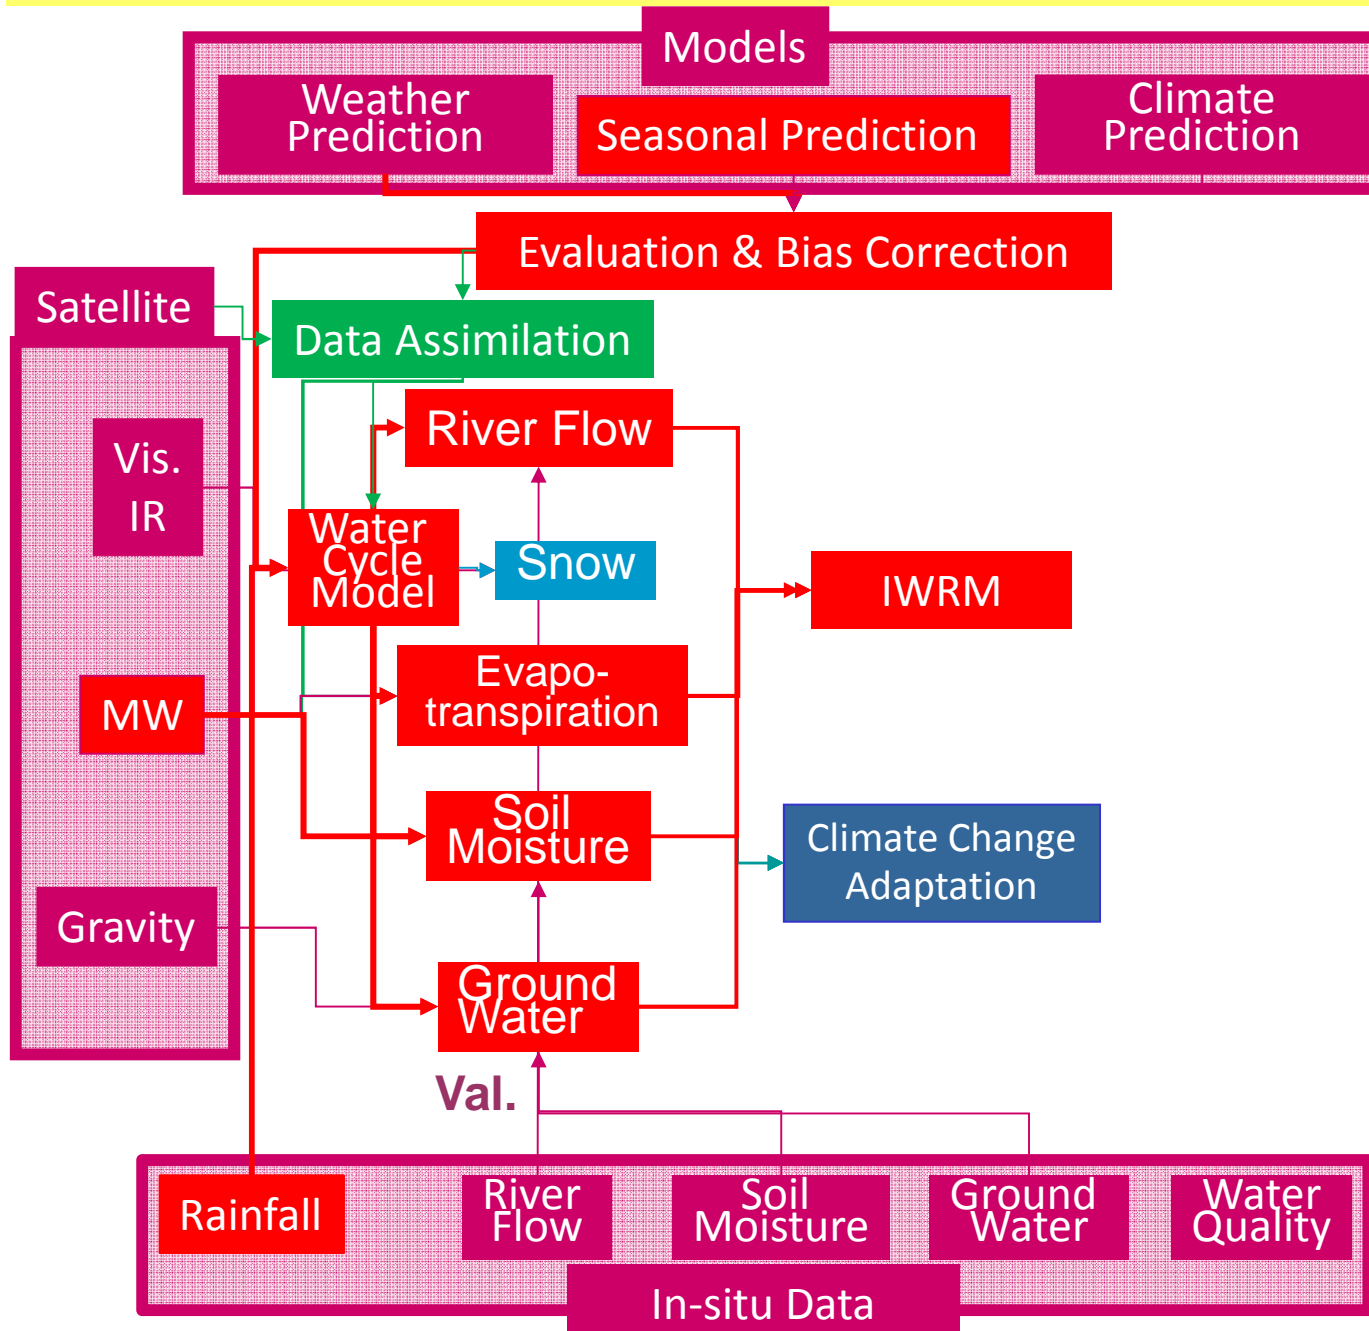 Models
Weather
Prediction
Seasonal Prediction
Climate
Prediction
Evaluation & Bias Correction
Satellite
Data Assimilation
River Flow
Vis.
IR
Water
Cycle
Model
Snow
IWRM
Evapo-
transpiration
MW
Soil
Moisture
Climate Change
Adaptation
Gravity
Ground
Water
Val.
Rainfall
River
Flow
Soil
Moisture
Ground
Water
Water
Quality
In-situ Data